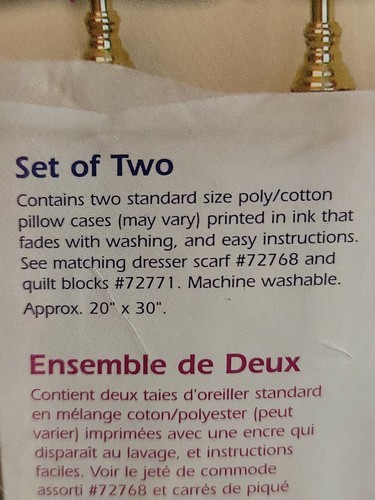 Set of Two
Contains two standard size poly/cotton
pillow cases (may vary) printed in ink that
fades with washing, and easy instructions.
See matching dresser scarf #72768 and
quilt blocks #72771. Machine washable.
Approx. 20" x 30".
Ensemble de Deux
Contient deux taies d'oreiller standard
en mélange coton/polyester (peut
varier) imprimées avec une encre qui
disparaît au lavage, et instructions
faciles. Voir le jeté de commode
assorti #72768 et carrés de piqué